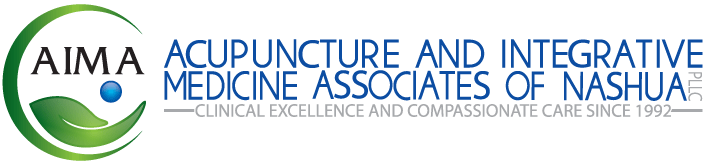 AIMA
ACUPUNCTURE AND INTEGRATIVE
MEDICINE ASSOCIATES OF NASHUA PLLC
CLINICAL EXCELLENCE AND COMPASSIONATE CARE SINCE 1992